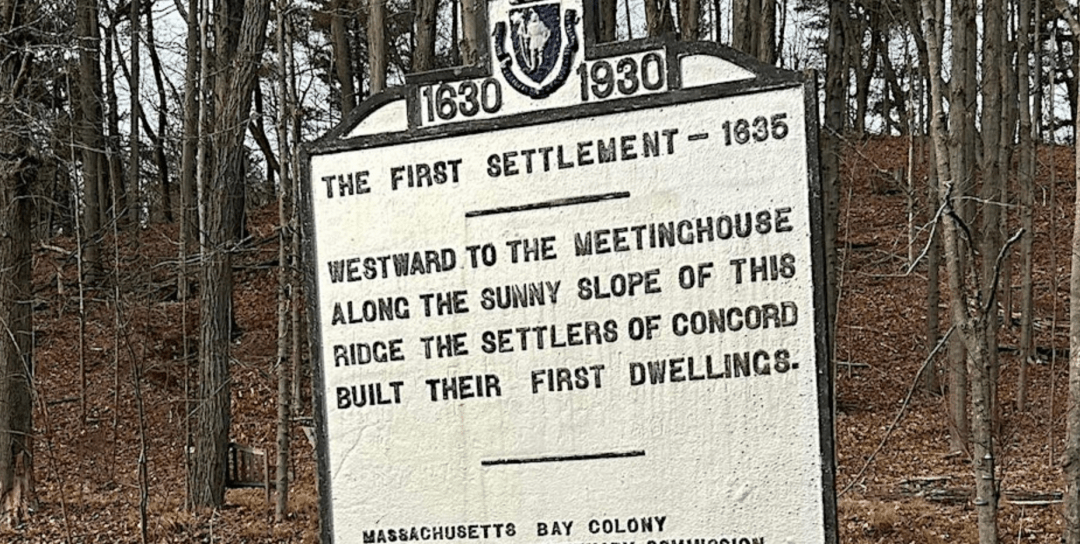 1630 1930
THE FIRST SETTLEMENT – 1635
WESTWARD TO THE MEETINGHOUSE
ALONG THE SUNNY SLOPE OF THIS
RIDGE THE SETTLERS OF CONCORD
BUILT THEIR FIRST DWELLINGS.
MASSACHUSETTS BAY COLONY
COMMISSION